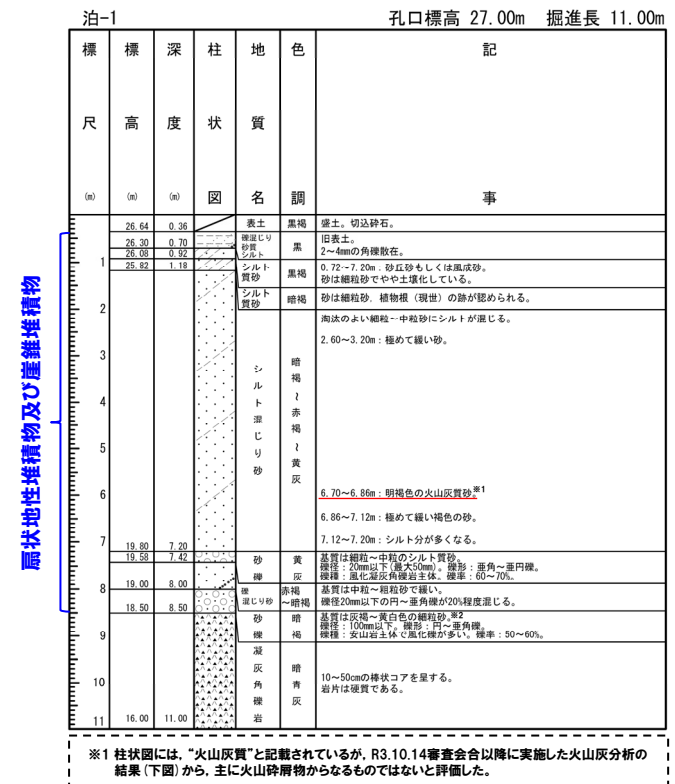 泊-1
孔口標高 27.00m 掘進長 11.00m
標尺(m)
標高(m)
深度(m)
柱状図
地質名
色調
記事
26.64 0.36 表土 黒褐 盛土。切込砕石。
26.30 0.70 礫混じり砂質シルト 黒 旧表土。
2~4mmの角礫散在。
26.08 0.92
25.82 1.18
1
シルト質砂 黒褐 0.72~7.20m:砂丘砂もしくは風成砂。
砂は細粒砂でやや土壌化している。
シルト質砂 暗褐 砂は細粒砂。植物根(現世)の跡が認められる。
2
シルト混じり砂 暗褐~赤褐~黄灰 淘汰のよい細粒~中粒砂にシルトが混じる。
2.60~3.20m:極めて緩い砂。
3
4
5
6
6.70~6.86m:明褐色の火山灰質砂。※1
6.86~7.12m:極めて緩い褐色の砂。
7
7.12~7.20m:シルト分が多くなる。
19.80 7.20
19.58 7.42
砂礫 黄灰 基質は細粒~中粒のシルト質砂。
礫径:20mm以下(最大50mm)。礫形:亜角~亜円礫。
礫種:風化凝灰角礫岩主体。礫率:60~70%。
19.00 8.00
8
礫混じり砂 赤褐~暗褐 基質は中粒~粗粒砂で緩い。
礫径20mm以下の円~亜角礫が20%程度混じる。
18.50 8.50
砂礫 暗褐 基質は灰褐~黄白色の細粒砂。※2
礫径:100mm以下。礫形:円~亜角礫。
礫種:安山岩主体で風化礫が多い。礫率:50~60%。
9
凝灰角礫岩 暗青灰 10~50cmの棒状コアを呈する。
岩片は硬質である。
10
11
16.00 11.00
扇状地性堆積物及び崖錐堆積物
※1 柱状図には、“火山灰質”と記載されているが、R3.10.14審査会合以降に実施した火山灰分析の
結果(下図)から、主に火山砕屑物からなるものではないと評価した。